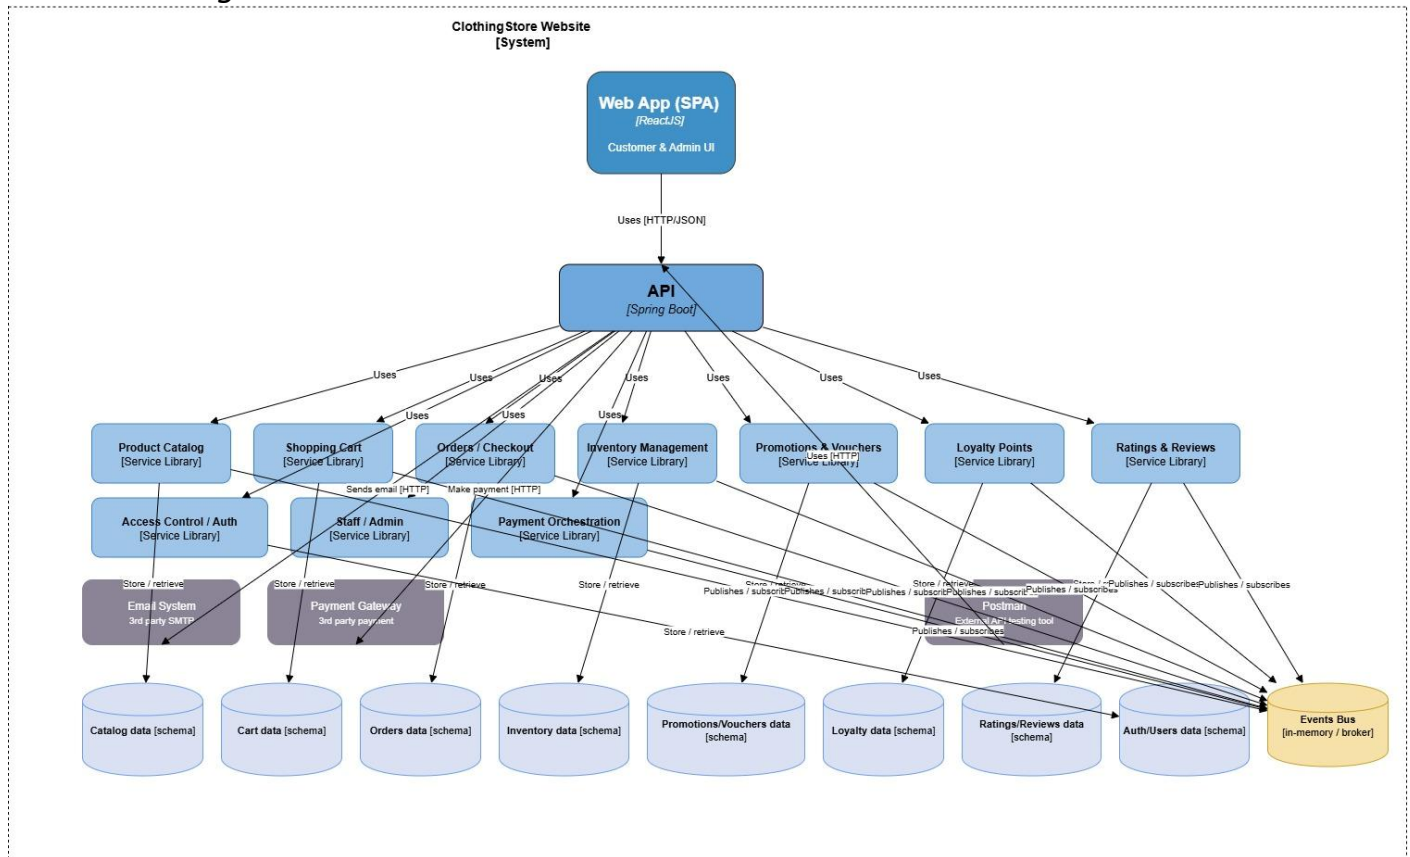 ClothingStore Website
[System]
Web App (SPA)
[ReactJS]
Customer & Admin UI
Uses [HTTP/JSON]
API
[Spring Boot]
Uses
Uses
Uses
Uses
Uses
Uses
Uses
Uses
Uses
Uses
Product Catalog
[Service Library]
Shopping Cart
[Service Library]
Orders / Checkout
[Service Library]
Inventory Management
[Service Library]
Promotions & Vouchers
[Service Library]
Uses [HTTP]
Loyalty Points
[Service Library]
Ratings & Reviews
[Service Library]
Sends email [HTTP]
Make payment [HTTP]
Access Control / Auth
[Service Library]
Staff / Admin
[Service Library]
Payment Orchestration
[Service Library]
Store / retrieve
Store / retrieve
Store / retrieve
Store / retrieve
Store / retrieve
Store / retrieve
Publishes / subscribes
Publishes / subscribes
Publishes / subscribes
Email System
3rd party SMTP
Payment Gateway
3rd party payment
Postman
External API testing tool
Store / retrieve
Publishes / subscribes
Catalog data [schema]
Cart data [schema]
Orders data [schema]
Inventory data [schema]
Promotions/Vouchers data
[schema]
Loyalty data [schema]
Ratings/Reviews data
[schema]
Auth/Users data [schema]
Events Bus
[in-memory / broker]